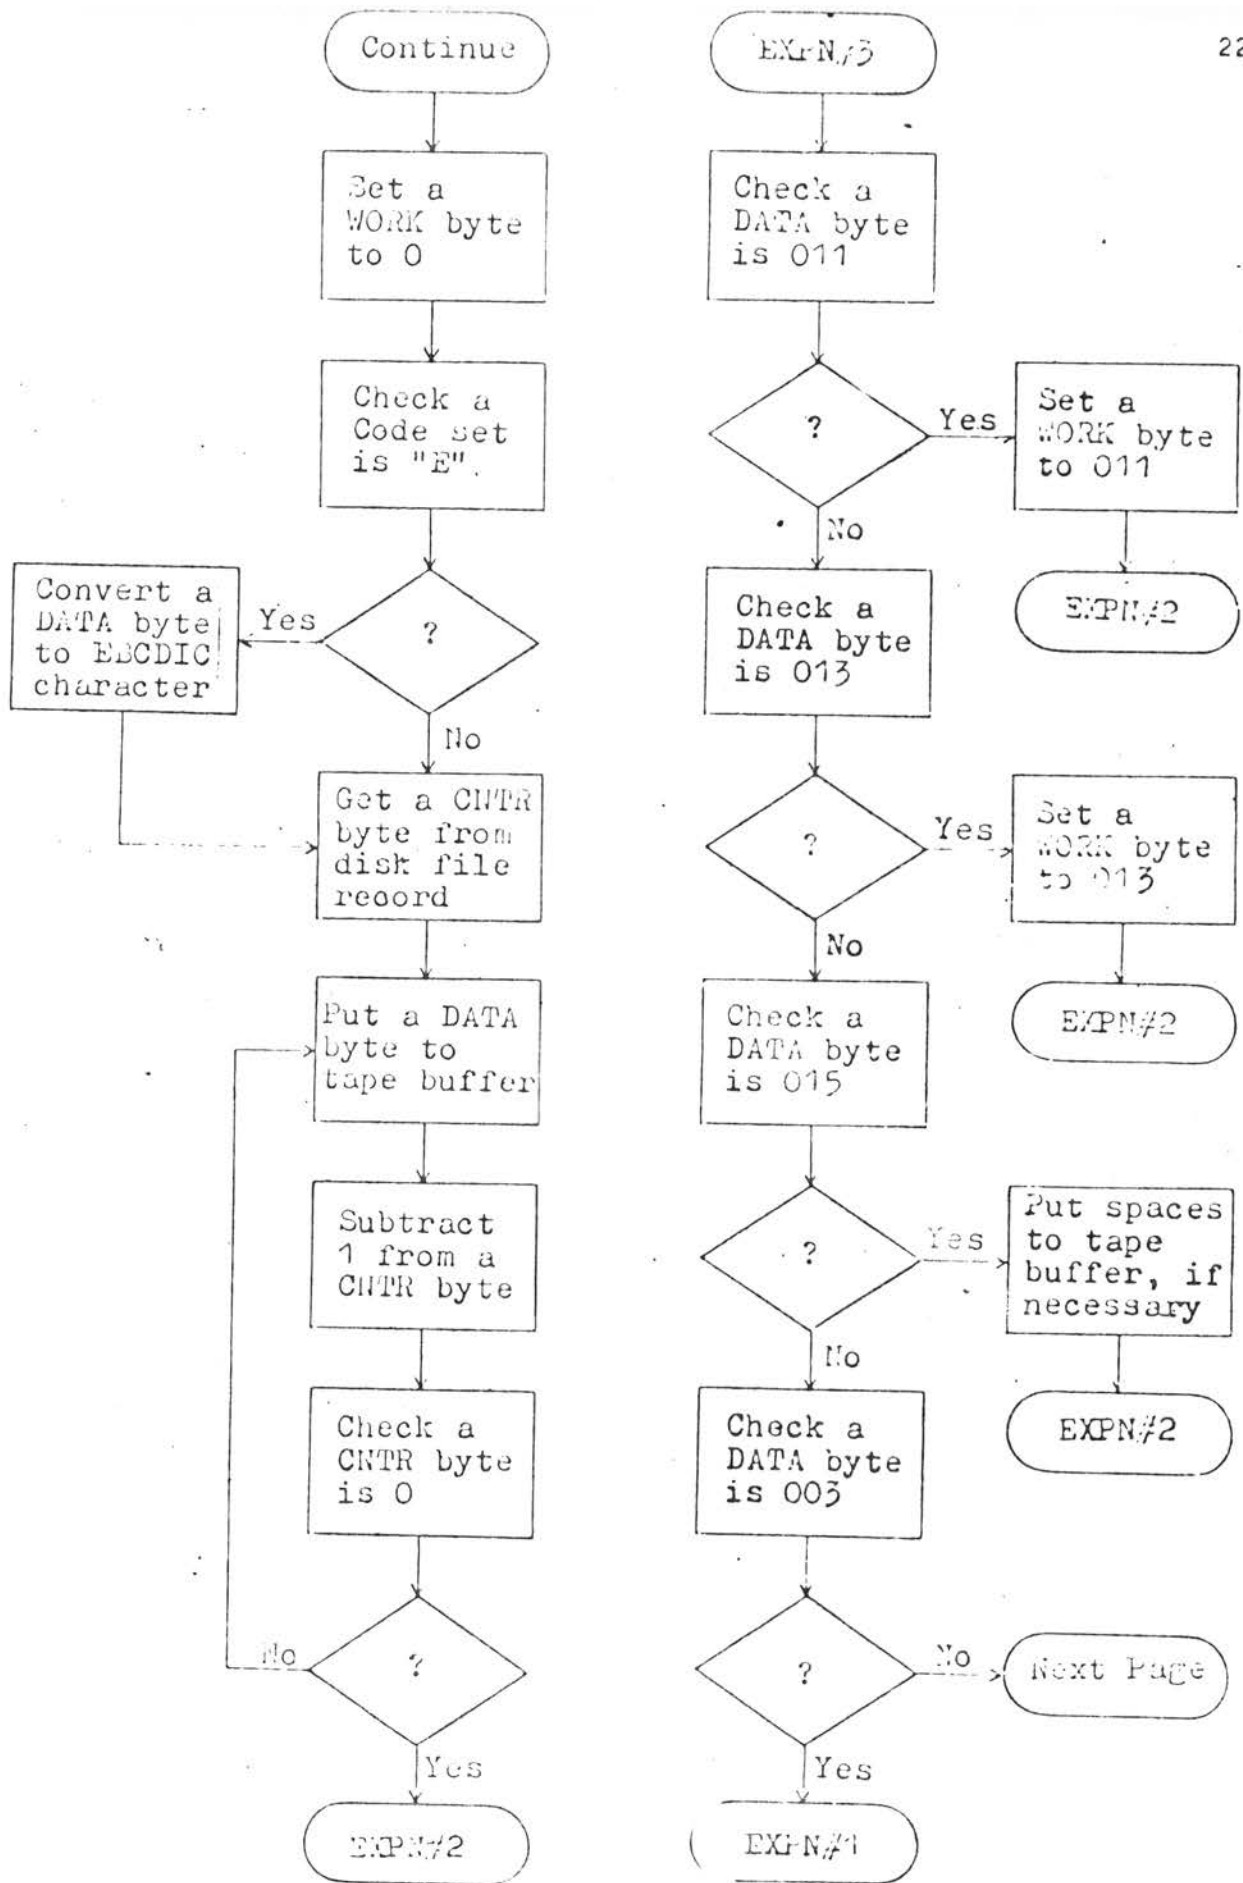 22
Continue
Set a
WORK byte
to 0
Check a
Code set
is "E".
?
Yes
Convert a
DATA byte
to EBCDIC
character
No
Get a CNTR
byte from
disk file
record
Put a DATA
byte to
tape buffer
Subtract
1 from a
CNTR byte
Check a
CNTR byte
is 0
?
No
Yes
EXPN#2
EXPN#3
Check a
DATA byte
is 011
?
Yes
Set a
WORK byte
to 011
EXPN#2
No
Check a
DATA byte
is 013
?
Yes
Set a
WORK byte
to 013
EXPN#2
No
Check a
DATA byte
is 015
?
Yes
Put spaces
to tape
buffer, if
necessary
EXPN#2
No
Check a
DATA byte
is 003
?
No
Next Page
Yes
EXPN#1